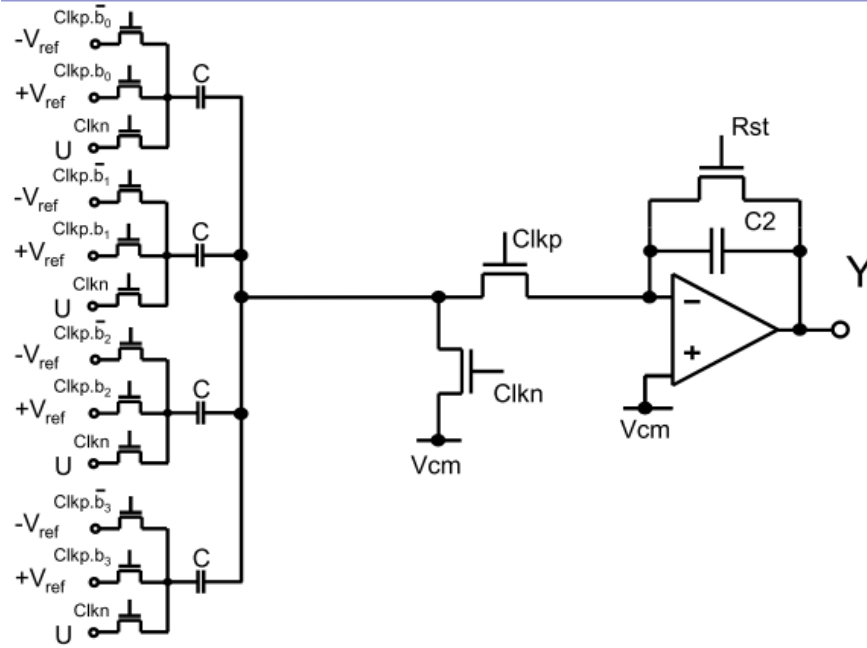 Clkp.b̄0
-Vref
Clkp.b0
+Vref
C
Clkn
U
Clkp.b̄1
-Vref
Clkp.b1
+Vref
C
Clkn
U
Clkp.b̄2
-Vref
Clkp.b2
+Vref
C
Clkn
U
Clkp.b̄3
-Vref
Clkp.b3
+Vref
C
Clkn
U
Clkp
Clkn
Vcm
Rst
C2
−
+
Vcm
Y